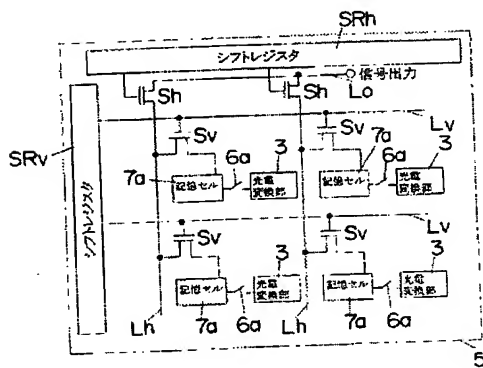 SRh
シフトレジスタ
信号出力
Sh
Sh
Lo
SRv
シフトレジスタ
Sv
Sv
Lv
7a
6a
3
7a
6a
3
記憶セル
光電
変換部
記憶セル
光電
変換部
Lv
Sv
Sv
3
3
記憶セル
光電
変換部
記憶セル
光電
変換部
Lh
7a
6a
Lh
7a
6a
5